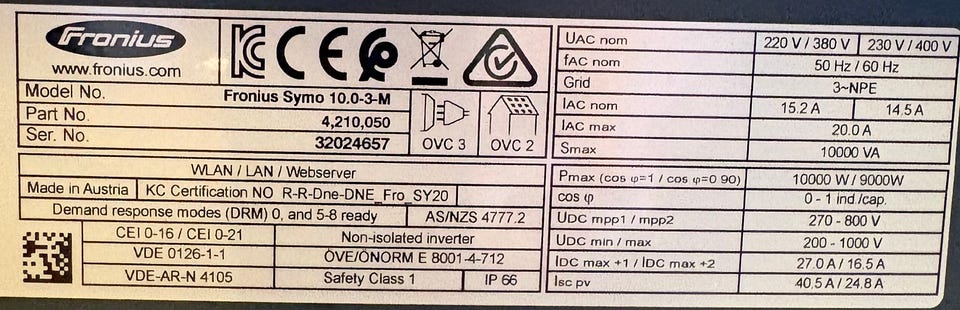 Fronius
www.fronius.com
Model No. Fronius Symo 10.0-3-M
Part No. 4,210,050
Ser. No. 32024657
OVC 3 OVC 2
WLAN / LAN / Webserver
Made in Austria KC Certification NO R-R-Dne-DNE_Fro_SY20
Demand response modes (DRM) 0, and 5-8 ready AS/NZS 4777.2
CEI 0-16 / CEI 0-21 Non-isolated inverter
VDE 0126-1-1 ÖVE/ÖNORM E 8001-4-712
VDE-AR-N 4105 Safety Class 1 IP 66
UAC nom 220 V / 380 V 230 V / 400 V
fAC nom 50 Hz / 60 Hz
Grid 3~NPE
IAC nom 15.2 A 14.5 A
IAC max 20.0 A
Smax 10000 VA
Pmax (cos φ=1 / cos φ=0 90) 10000 W / 9000W
cos φ 0 - 1 ind./cap.
UDC mpp1 / mpp2 270 - 800 V
UDC min / max 200 - 1000 V
IDC max +1 / IDC max +2 27.0 A / 16.5 A
Isc pv 40.5 A / 24.8 A